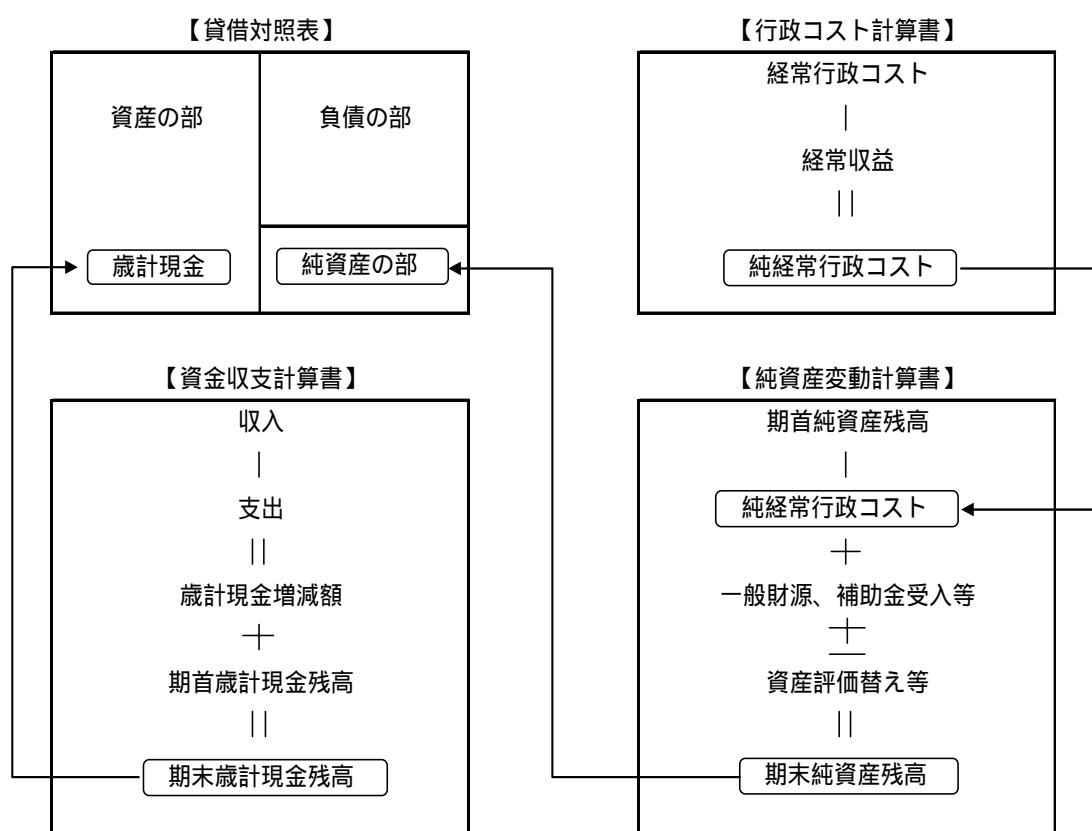 【貸借対照表】
資産の部
負債の部
歳計現金
純資産の部
【行政コスト計算書】
経常行政コスト
|
経常収益
||
純経常行政コスト
【資金収支計算書】
収入
|
支出
||
歳計現金増減額
+
期首歳計現金残高
||
期末歳計現金残高
【純資産変動計算書】
期首純資産残高
|
純経常行政コスト
+
一般財源、補助金受入等
±
資産評価替え等
||
期末純資産残高